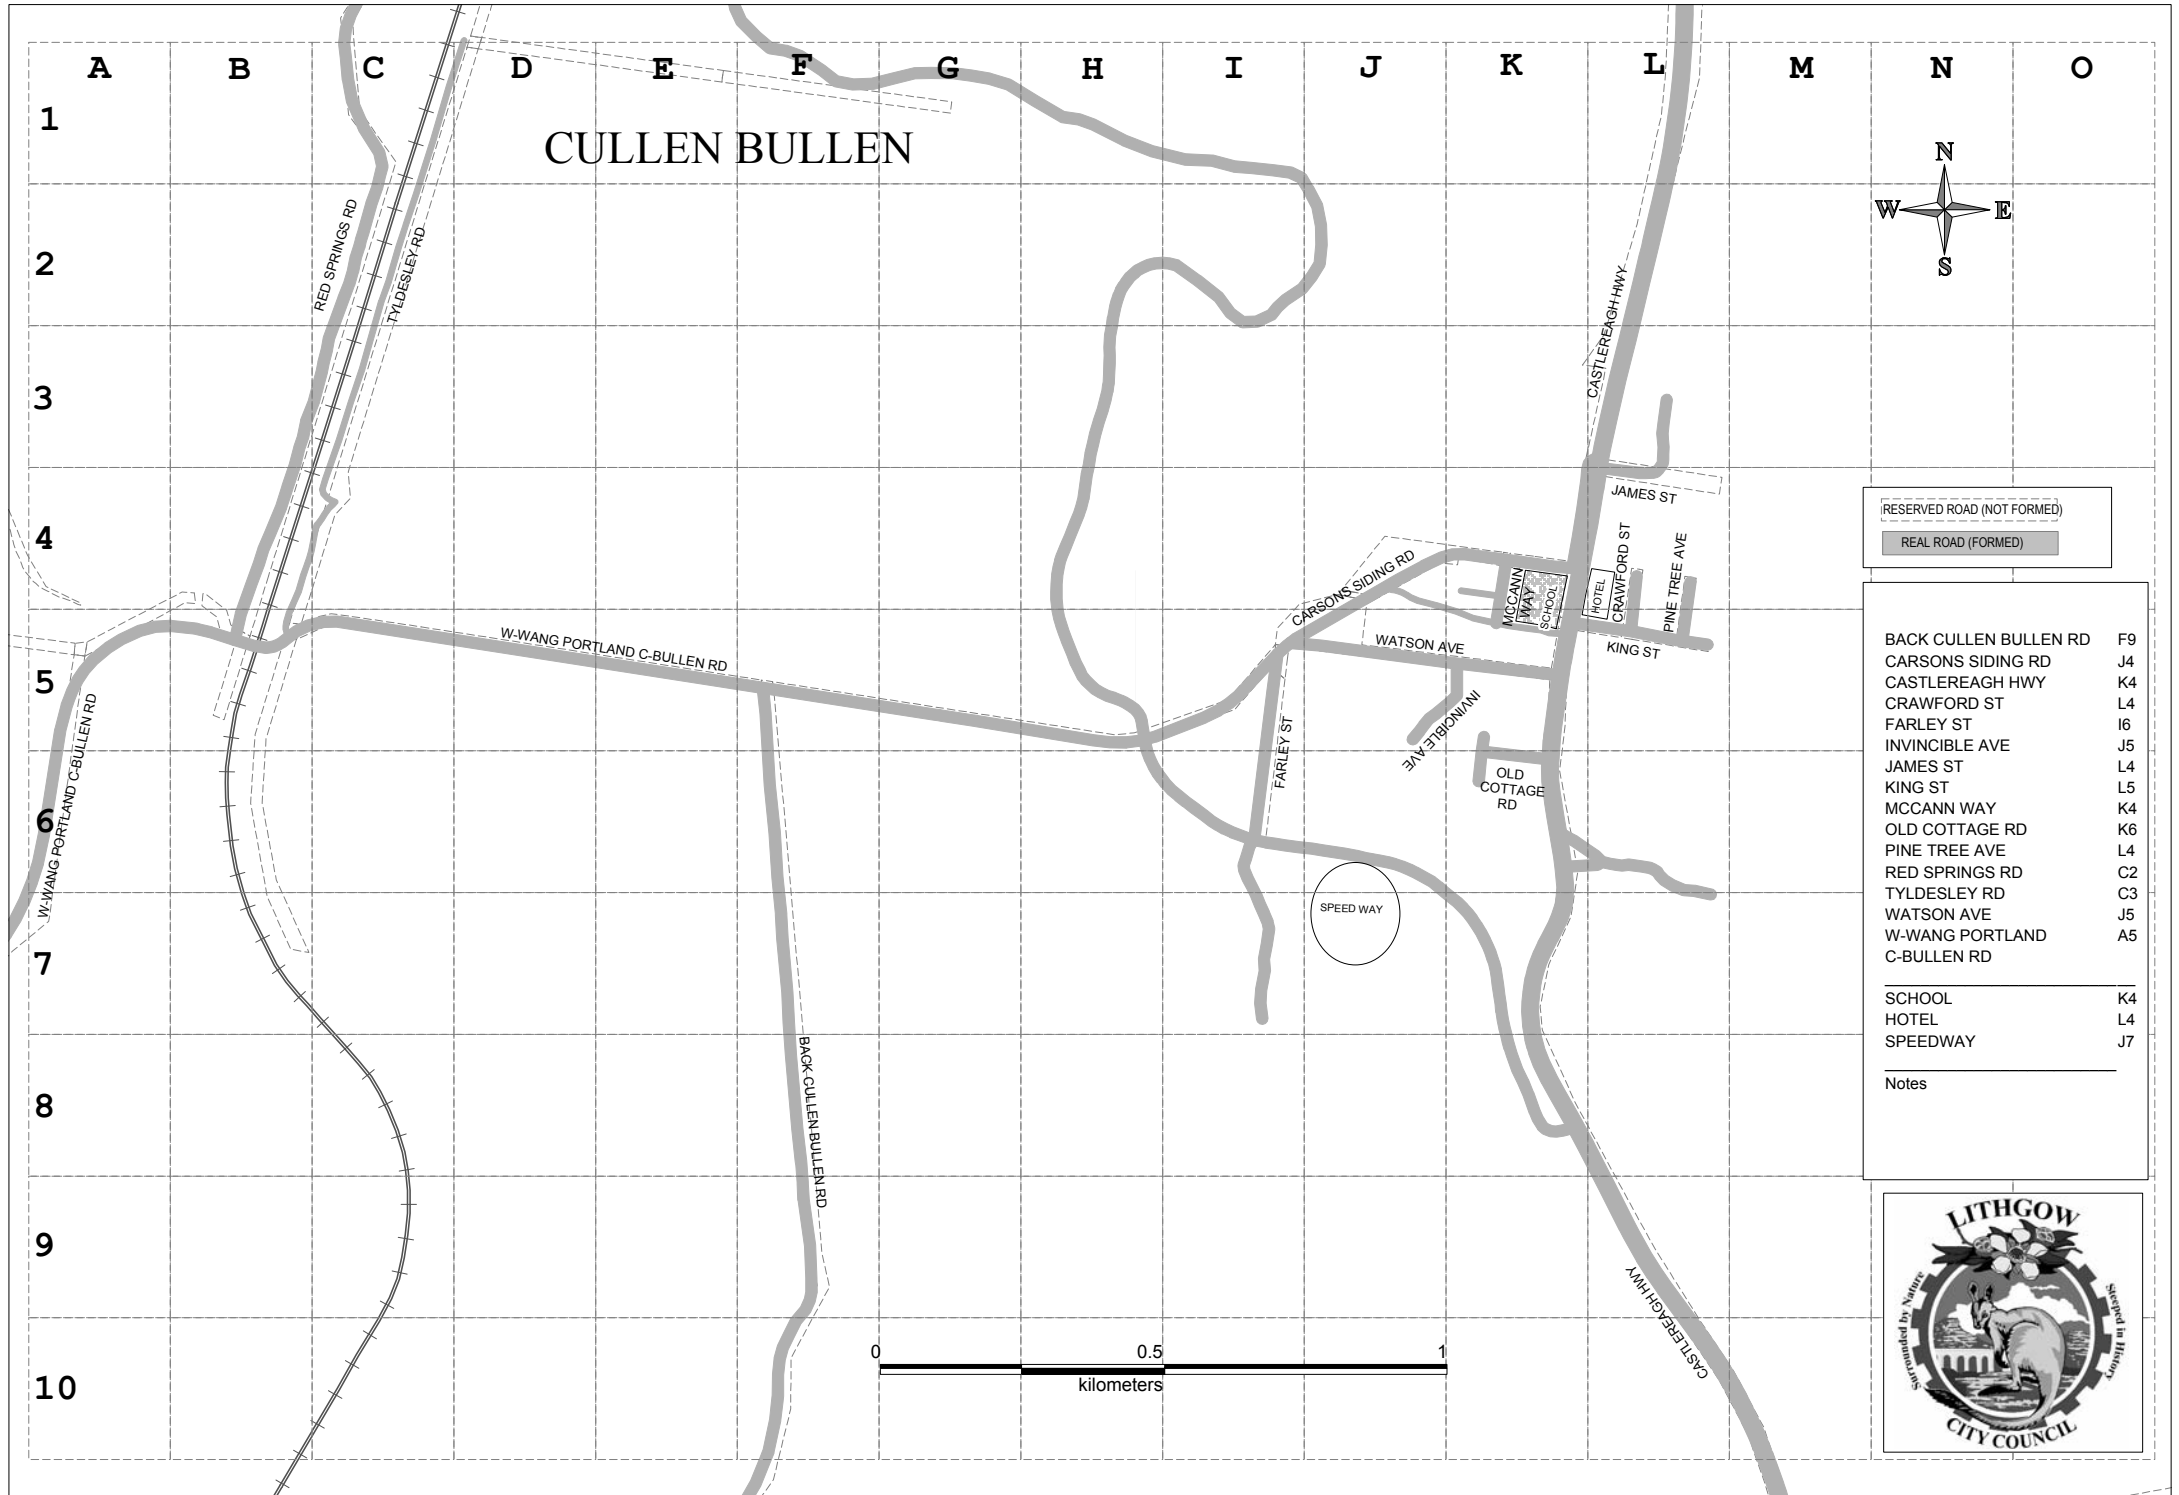 A B C D E F G H I J K L M N O
1
2
3
4
5
6
7
8
9
10
CULLEN BULLEN
N
W E
S
RED SPRINGS RD
TYLDESLEY RD
CASTLEREAGH HWY
JAMES ST
CARSONS SIDING RD
MCCANN
WAY
SCHOOL
HOTEL
CRAWFORD ST
PINE TREE AVE
W-WANG PORTLAND C-BULLEN RD
WATSON AVE
KING ST
W-WANG PORTLAND C-BULLEN RD
FARLEY ST
INVINCIBLE AVE
OLD
COTTAGE
RD
SPEED WAY
BACK CULLEN BULLEN RD
CASTLEREAGH HWY
0 0.5 1
kilometers
RESERVED ROAD (NOT FORMED)
REAL ROAD (FORMED)
BACK CULLEN BULLEN RD F9
CARSONS SIDING RD J4
CASTLEREAGH HWY K4
CRAWFORD ST L4
FARLEY ST I6
INVINCIBLE AVE J5
JAMES ST L4
KING ST L5
MCCANN WAY K4
OLD COTTAGE RD K6
PINE TREE AVE L4
RED SPRINGS RD C2
TYLDESLEY RD C3
WATSON AVE J5
W-WANG PORTLAND A5
C-BULLEN RD
SCHOOL K4
HOTEL L4
SPEEDWAY J7
Notes
LITHGOW
Surrounded by Nature
Steeped in History
CITY COUNCIL